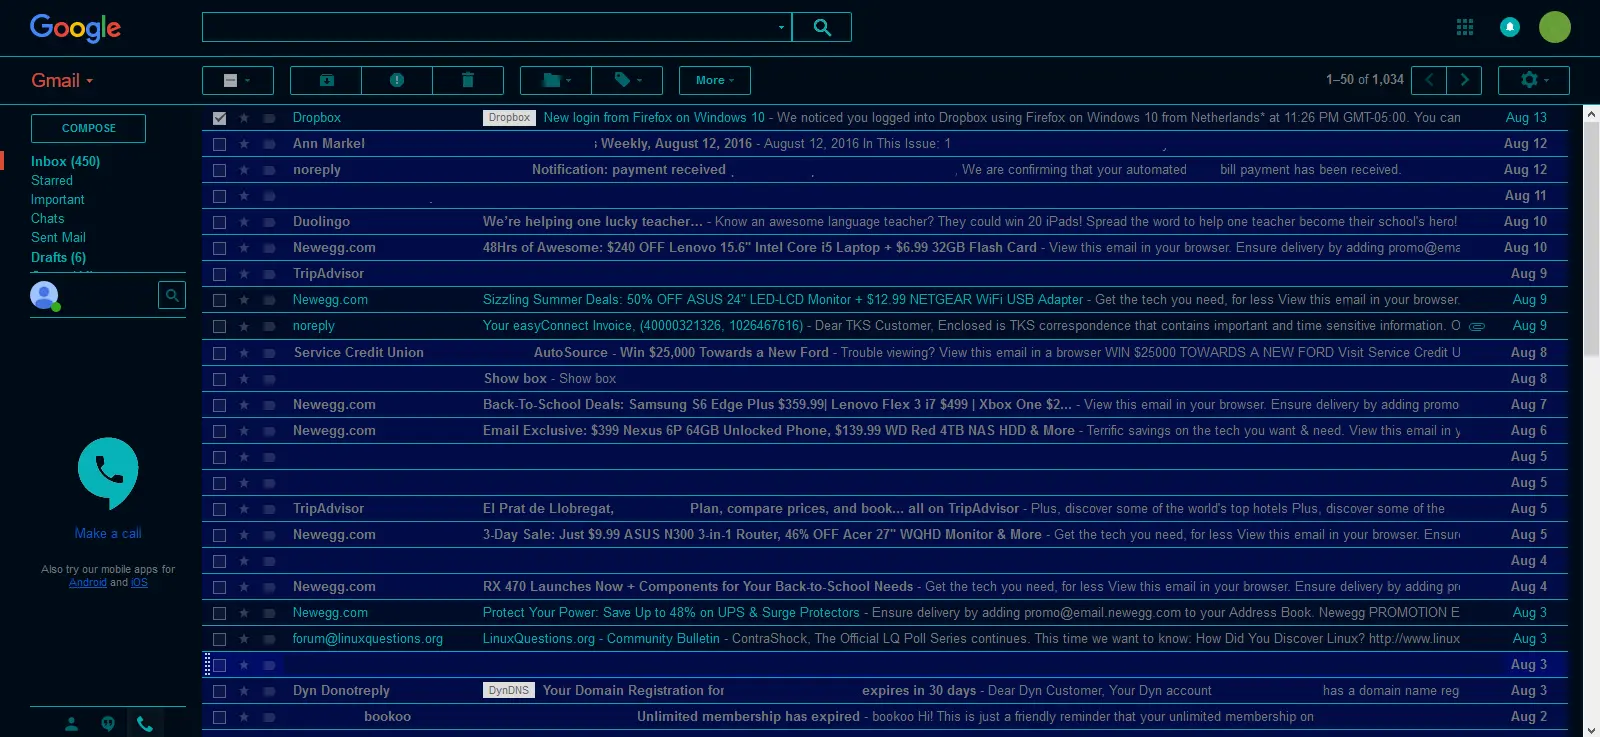 Google
Gmail
More
1–50 of 1,034
COMPOSE
Inbox (450)
Starred
Important
Chats
Sent Mail
Drafts (6)
Make a call
Also try our mobile apps for
Android and iOS
Dropbox Dropbox New login from Firefox on Windows 10 - We noticed you logged into Dropbox using Firefox on Windows 10 from Netherlands* at 11:26 PM GMT-05:00. You can Aug 13
Ann Markel s Weekly, August 12, 2016 - August 12, 2016 In This Issue: 1 Aug 12
noreply Notification: payment received , We are confirming that your automated bill payment has been received. Aug 12
Aug 11
Duolingo We're helping one lucky teacher... - Know an awesome language teacher? They could win 20 iPads! Spread the word to help one teacher become their school's hero! Aug 10
Newegg.com 48Hrs of Awesome: $240 OFF Lenovo 15.6" Intel Core i5 Laptop + $6.99 32GB Flash Card - View this email in your browser. Ensure delivery by adding promo@ema Aug 10
TripAdvisor Aug 9
Newegg.com Sizzling Summer Deals: 50% OFF ASUS 24" LED-LCD Monitor + $12.99 NETGEAR WiFi USB Adapter - Get the tech you need, for less View this email in your browser. Aug 9
noreply Your easyConnect Invoice, (40000321326, 1026467616) - Dear TKS Customer, Enclosed is TKS correspondence that contains important and time sensitive information. O Aug 9
Service Credit Union AutoSource - Win $25,000 Towards a New Ford - Trouble viewing? View this email in a browser WIN $25000 TOWARDS A NEW FORD Visit Service Credit U Aug 8
Show box - Show box Aug 8
Newegg.com Back-To-School Deals: Samsung S6 Edge Plus $359.99| Lenovo Flex 3 i7 $499 | Xbox One $2... - View this email in your browser. Ensure delivery by adding promo Aug 7
Newegg.com Email Exclusive: $399 Nexus 6P 64GB Unlocked Phone, $139.99 WD Red 4TB NAS HDD & More - Terrific savings on the tech you want & need. View this email in y Aug 6
Aug 5
Aug 5
TripAdvisor El Prat de Llobregat, Plan, compare prices, and book... all on TripAdvisor - Plus, discover some of the world's top hotels Plus, discover some of the Aug 5
Newegg.com 3-Day Sale: Just $9.99 ASUS N300 3-in-1 Router, 46% OFF Acer 27" WQHD Monitor & More - Get the tech you need, for less View this email in your browser. Ensure Aug 5
Aug 4
Newegg.com RX 470 Launches Now + Components for Your Back-to-School Needs - Get the tech you need, for less View this email in your browser. Ensure delivery by adding pr Aug 4
Newegg.com Protect Your Power: Save Up to 48% on UPS & Surge Protectors - Ensure delivery by adding promo@email.newegg.com to your Address Book. Newegg PROMOTION E Aug 3
forum@linuxquestions.org LinuxQuestions.org - Community Bulletin - ContraShock, The Official LQ Poll Series continues. This time we want to know: How Did You Discover Linux? http://www.linux Aug 3
Aug 3
Dyn Donotreply DynDNS Your Domain Registration for expires in 30 days - Dear Dyn Customer, Your Dyn account has a domain name reg Aug 3
bookoo Unlimited membership has expired - bookoo Hi! This is just a friendly reminder that your unlimited membership on Aug 2